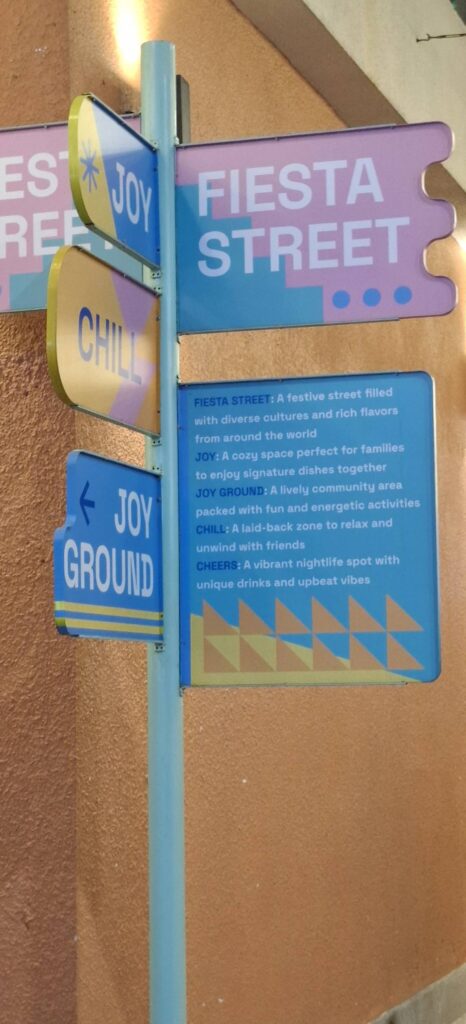 EST
REET
JOY
FIESTA
STREET
CHILL
←
JOY
GROUND
FIESTA STREET: A festive street filled
with diverse cultures and rich flavors
from around the world
JOY: A cozy space perfect for families
to enjoy signature dishes together
JOY GROUND: A lively community area
packed with fun and energetic activities
CHILL: A laid-back zone to relax and
unwind with friends
CHEERS: A vibrant nightlife spot with
unique drinks and upbeat vibes